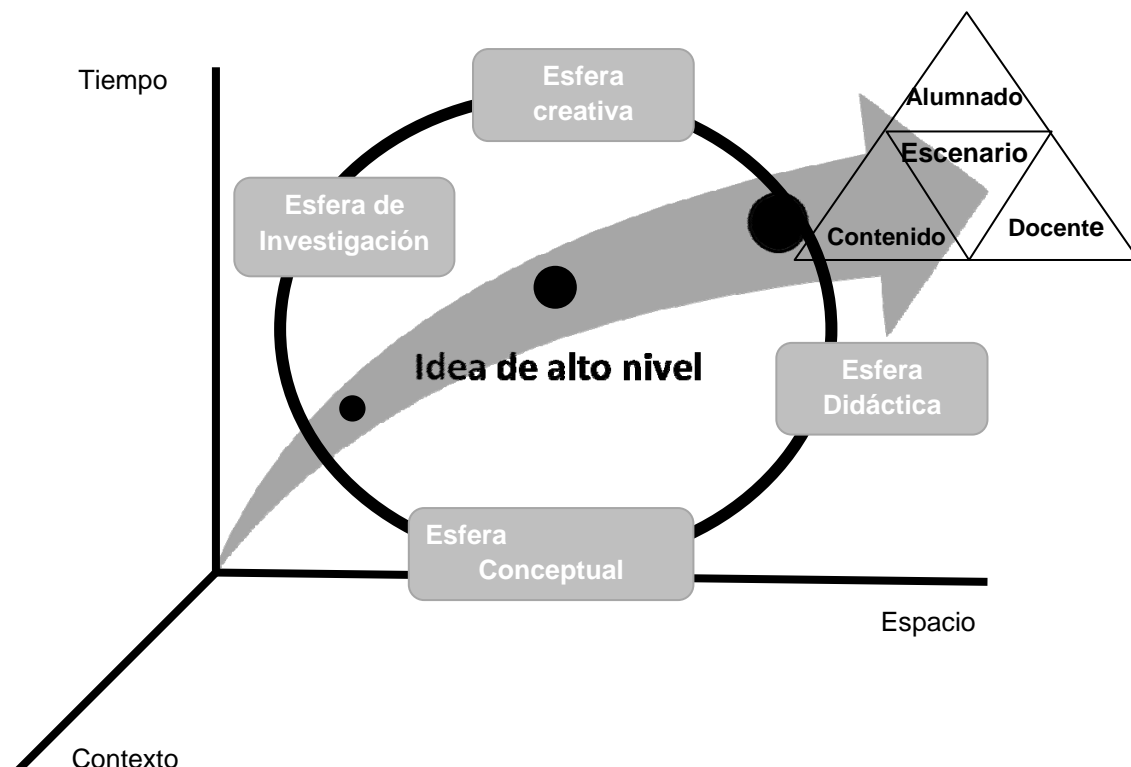 Tiempo
Esfera
creativa
Alumnado
Escenario
Esfera de
Investigación
Contenido
Docente
Idea de alto nivel
Esfera
Didáctica
Esfera
Conceptual
Espacio
Contexto